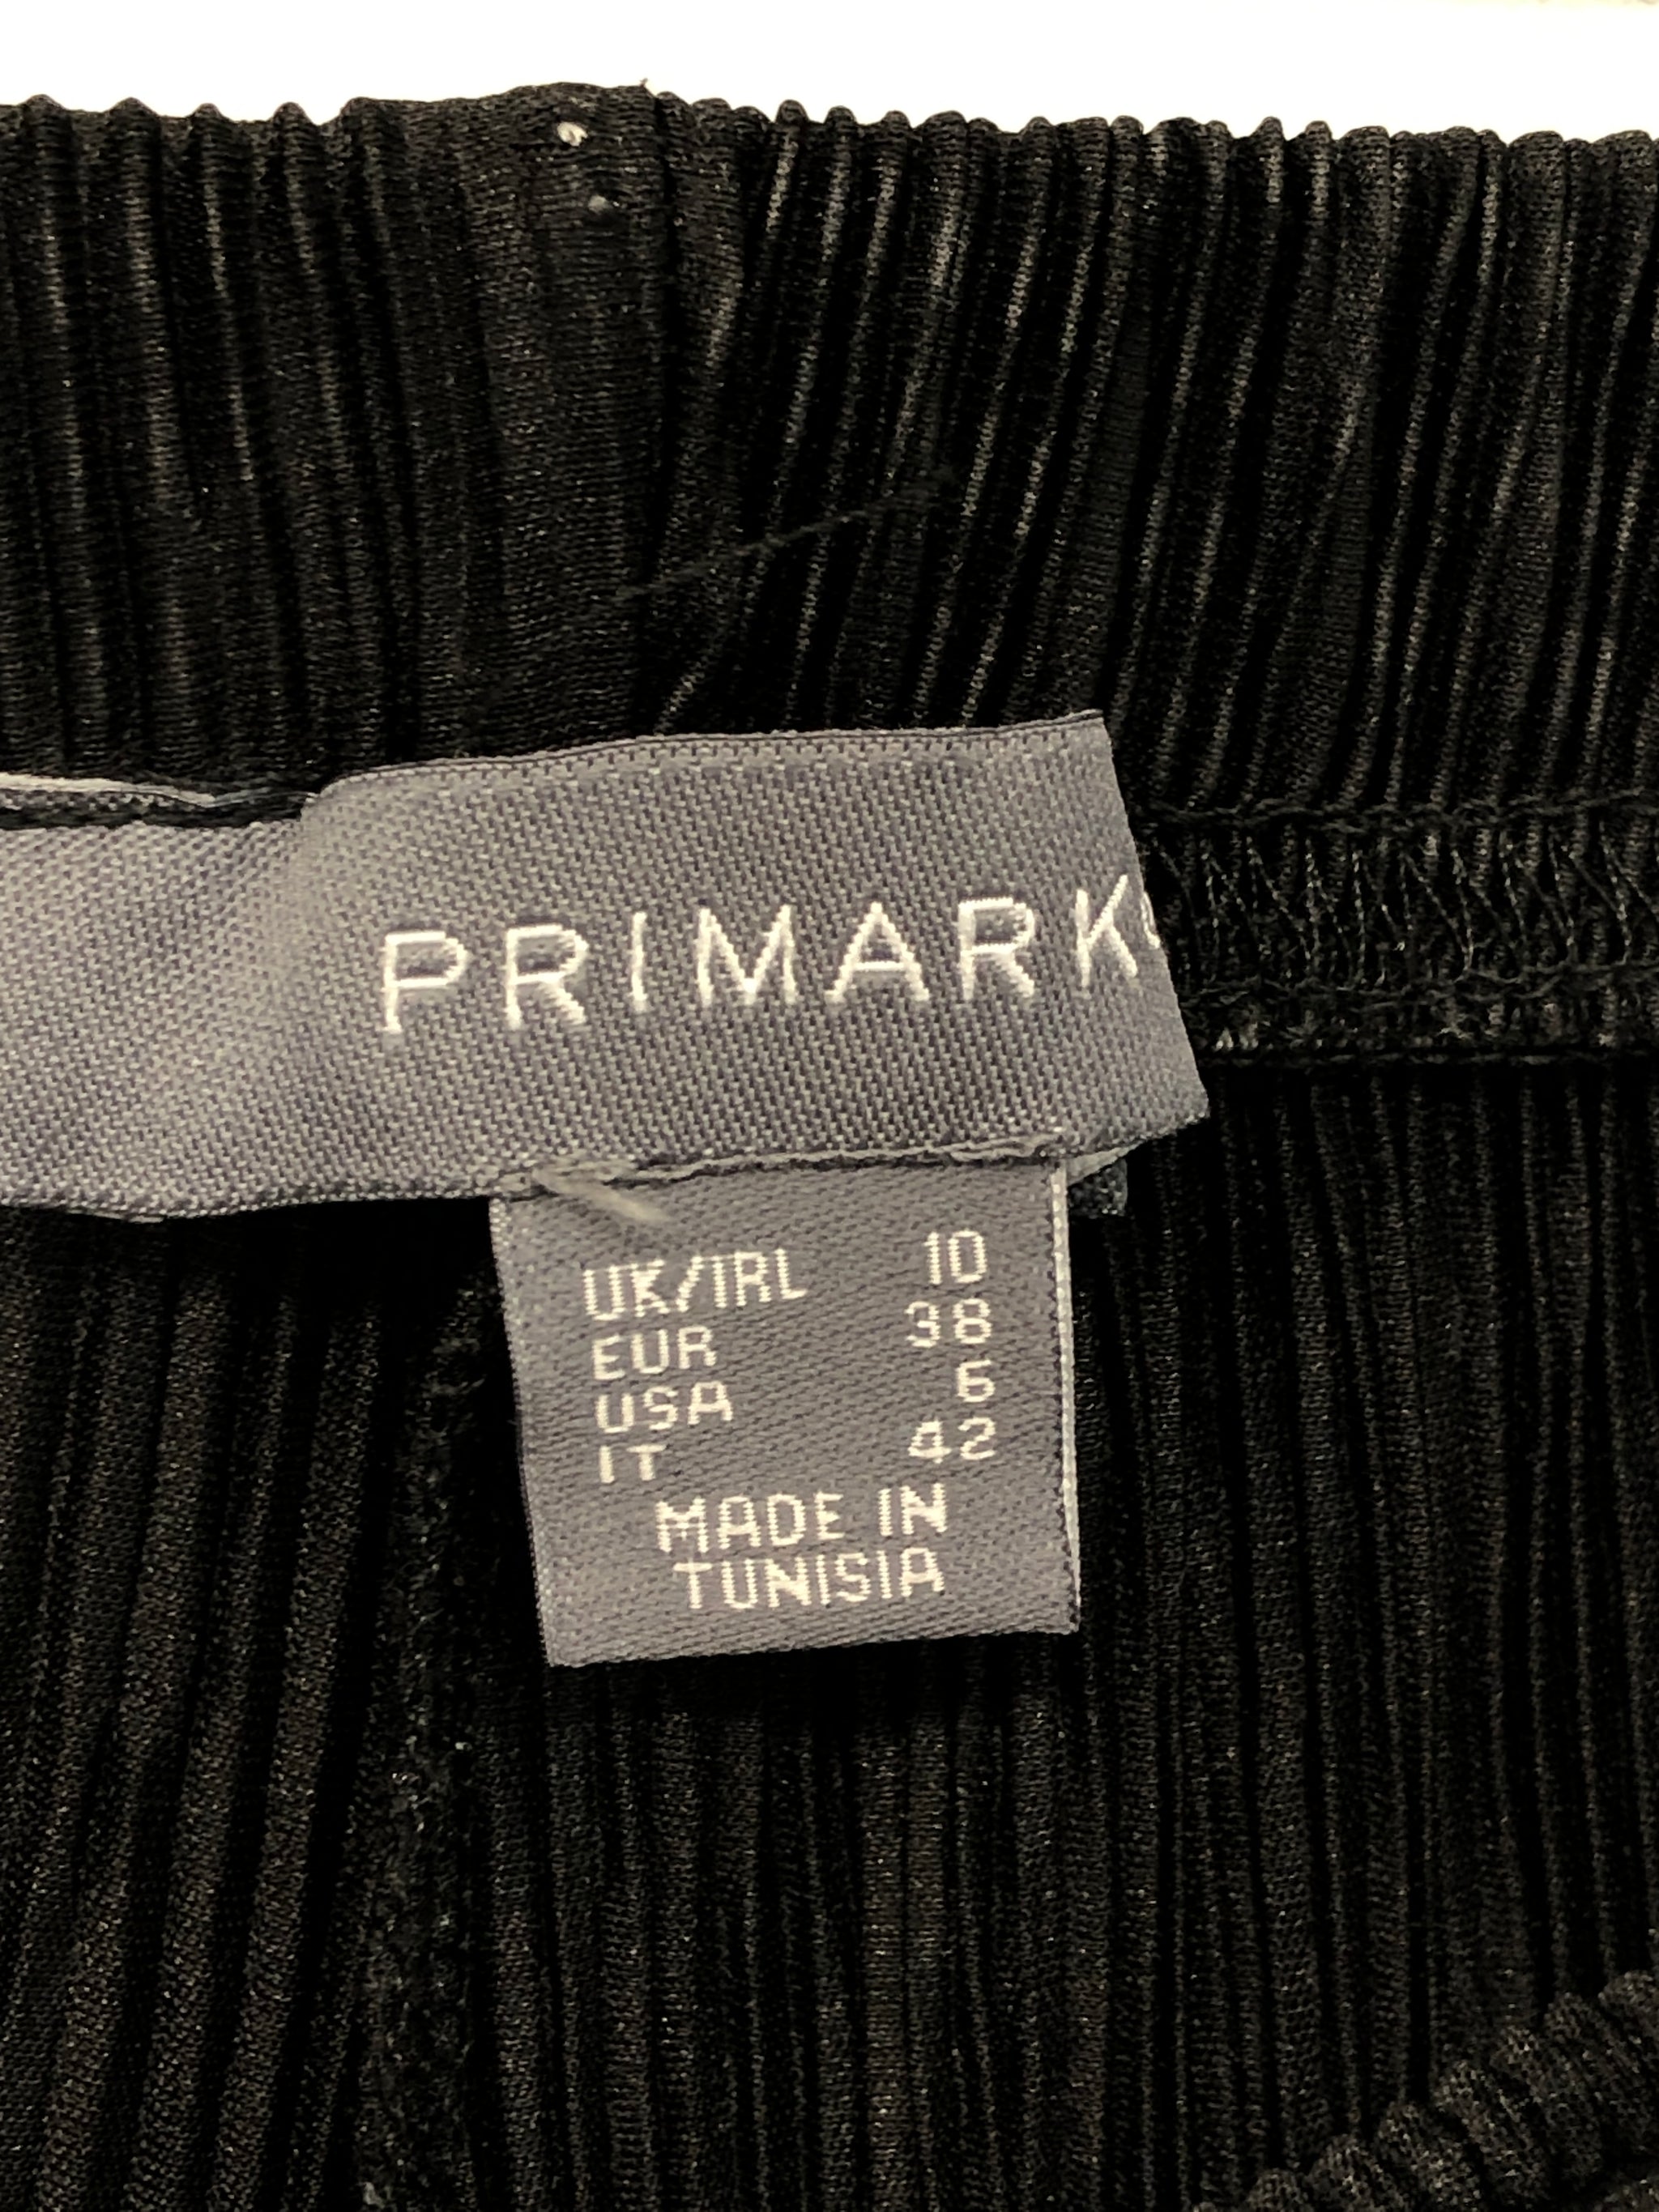 PRIMARK
UK/IRL 10
EUR 38
USA 6
IT 42
MADE IN
TUNISIA